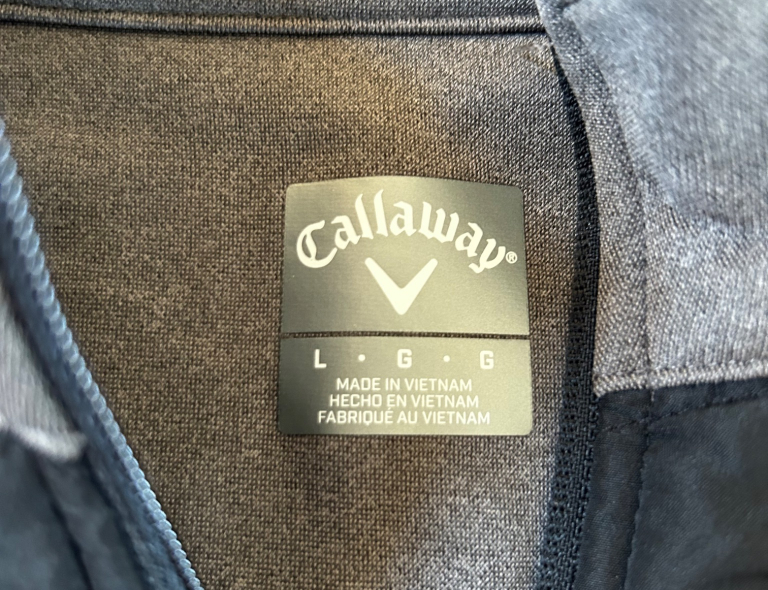 Callaway®
L · G · G
MADE IN VIETNAM
HECHO EN VIETNAM
FABRIQUÉ AU VIETNAM